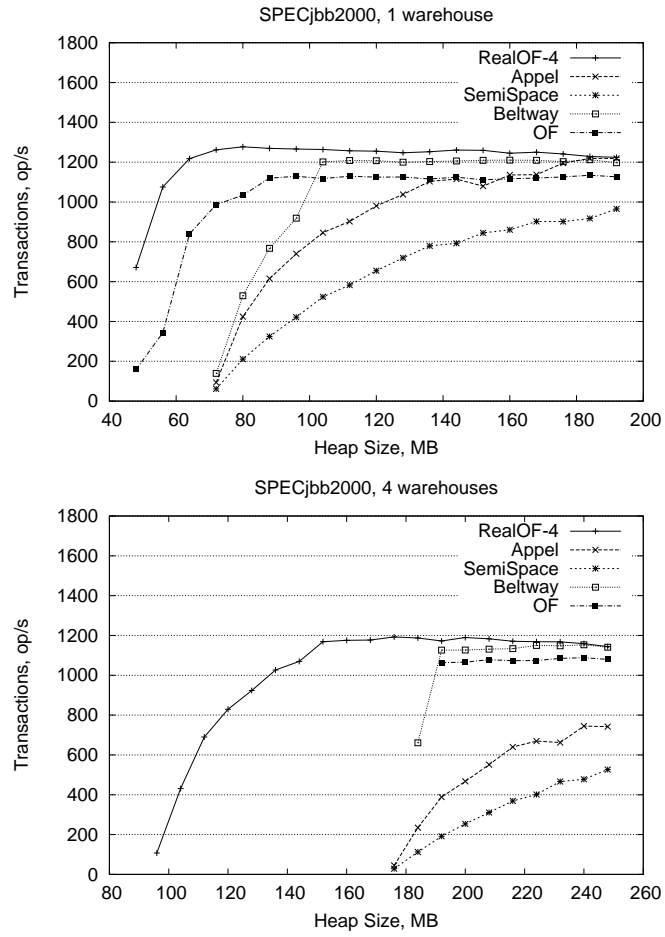 SPECjbb2000, 1 warehouse
1800
1600
1400
1200
1000
800
600
400
200
0
Transactions, op/s
RealOF-4
Appel
SemiSpace
Beltway
OF
40 60 80 100 120 140 160 180 200
Heap Size, MB
SPECjbb2000, 4 warehouses
1800
1600
1400
1200
1000
800
600
400
200
0
Transactions, op/s
RealOF-4
Appel
SemiSpace
Beltway
OF
80 100 120 140 160 180 200 220 240 260
Heap Size, MB